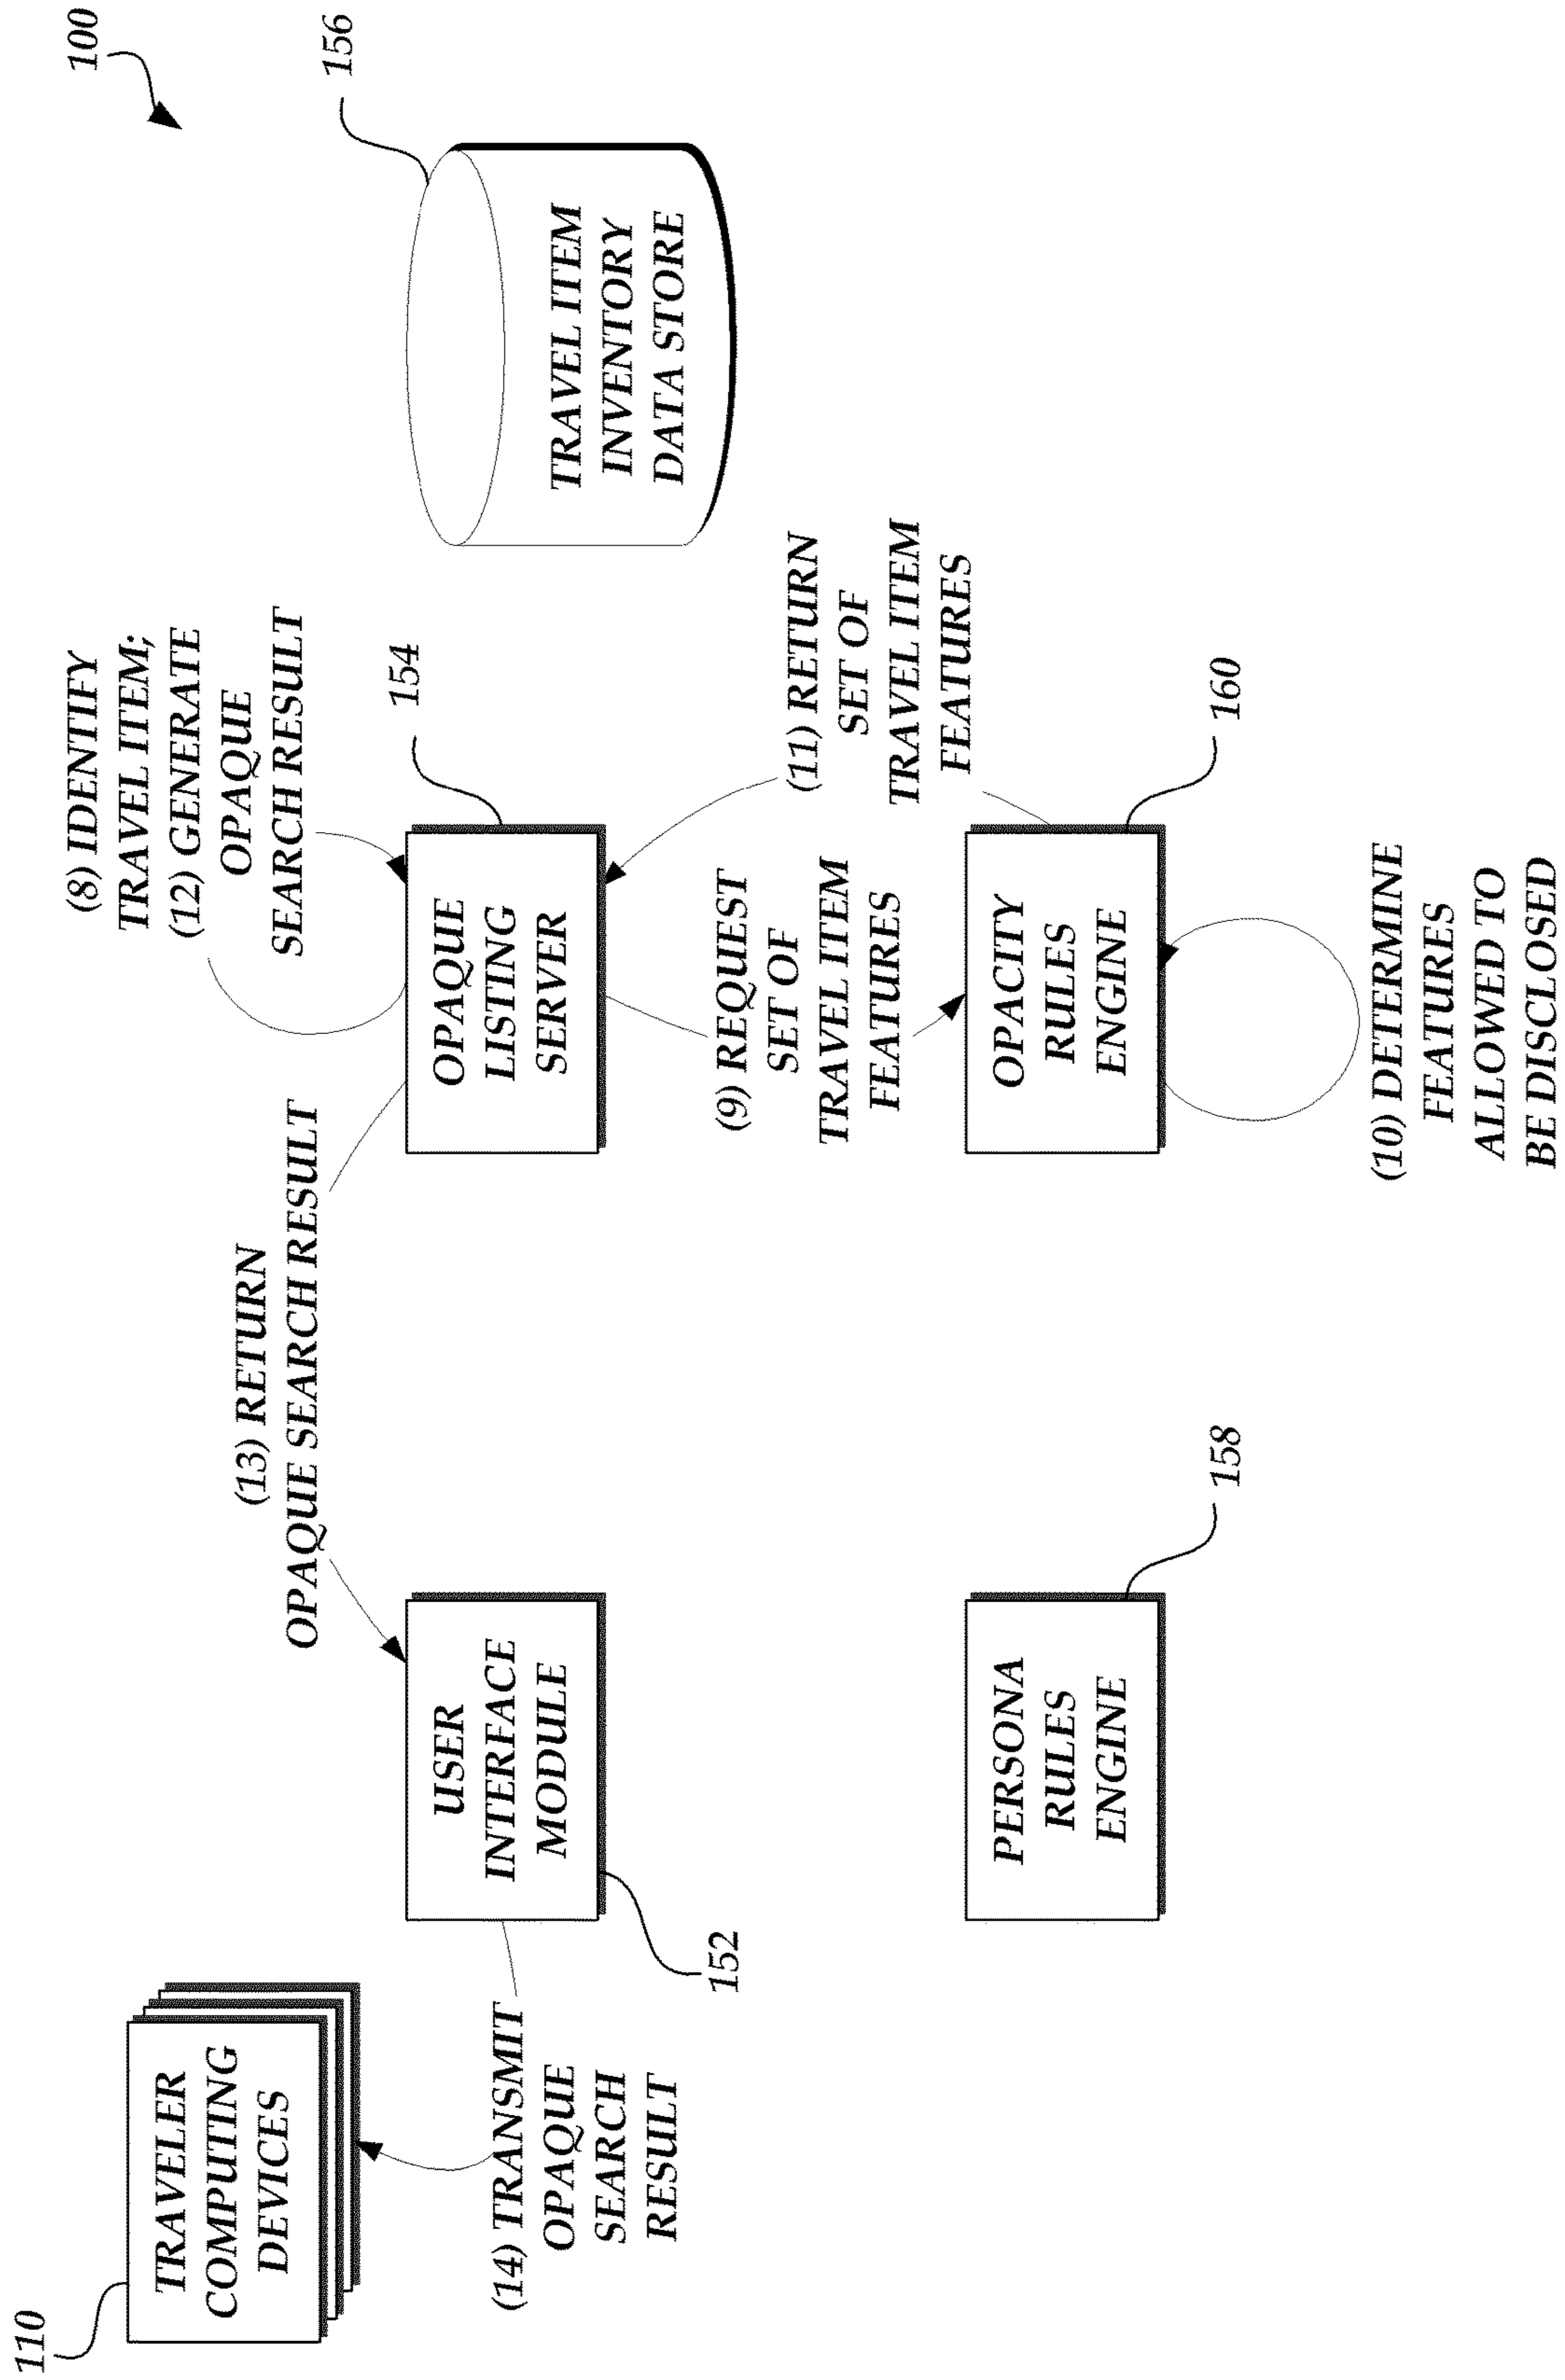 100
110
TRAVELER
COMPUTING
DEVICES
(14) TRANSMIT
OPAQUE
SEARCH
RESULT
152
USER
INTERFACE
MODULE
(13) RETURN
OPAQUE SEARCH RESULT
(8) IDENTIFY
TRAVEL ITEM;
(12) GENERATE
OPAQUE
SEARCH RESULT
154
OPAQUE
LISTING
SERVER
156
TRAVEL ITEM
INVENTORY
DATA STORE
(9) REQUEST
SET OF
TRAVEL ITEM
FEATURES
(11) RETURN
SET OF
TRAVEL ITEM
FEATURES
PERSONA
RULES
ENGINE
158
OPACITY
RULES
ENGINE
160
(10) DETERMINE
FEATURES
ALLOWED TO
BE DISCLOSED